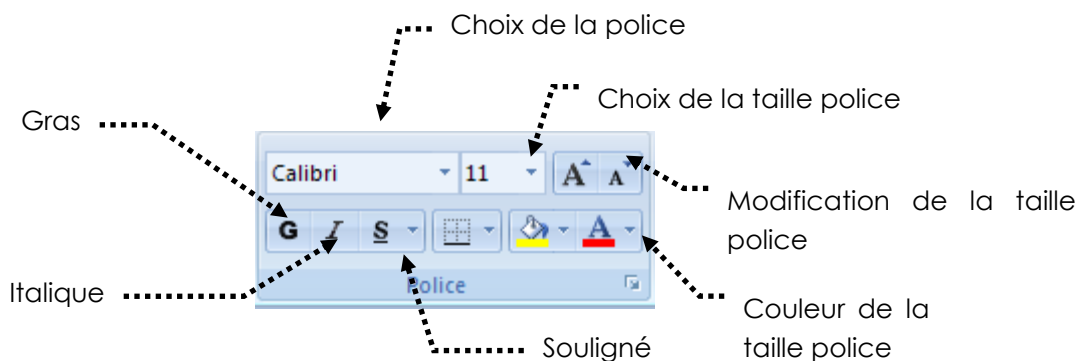 Choix de la police
Choix de la taille police
Gras
Calibri 11 A A
Modification de la taille
police
G I S A
Italique
Police
Couleur de la
taille police
Souligné